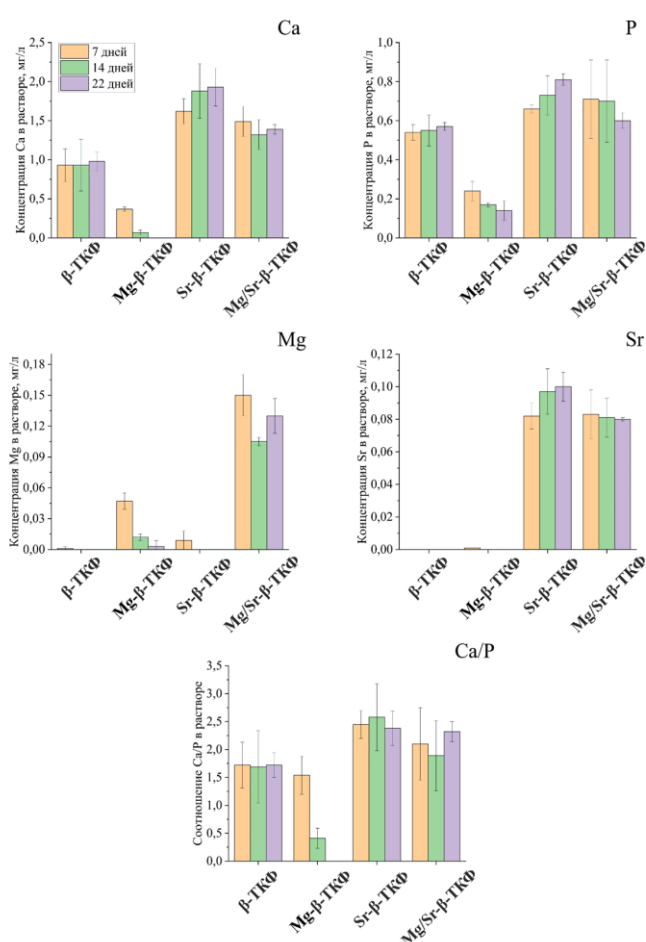 Ca
Концентрация Ca в растворе, мг/л
2,5
2,0
1,5
1,0
0,5
0,0
7 дней
14 дней
22 дней
β-ТКФ
Mg-β-ТКФ
Sr-β-ТКФ
Mg/Sr-β-ТКФ
P
Концентрация P в растворе, мг/л
1,0
0,8
0,6
0,4
0,2
0,0
β-ТКФ
Mg-β-ТКФ
Sr-β-ТКФ
Mg/Sr-β-ТКФ
Mg
Концентрация Mg в растворе, мг/л
0,18
0,15
0,12
0,09
0,06
0,03
0,00
β-ТКФ
Mg-β-ТКФ
Sr-β-ТКФ
Mg/Sr-β-ТКФ
Sr
Концентрация Sr в растворе, мг/л
0,12
0,10
0,08
0,06
0,04
0,02
0,00
β-ТКФ
Mg-β-ТКФ
Sr-β-ТКФ
Mg/Sr-β-ТКФ
Ca/P
Соотношение Ca/P в растворе
3,5
3,0
2,5
2,0
1,5
1,0
0,5
0,0
β-ТКФ
Mg-β-ТКФ
Sr-β-ТКФ
Mg/Sr-β-ТКФ